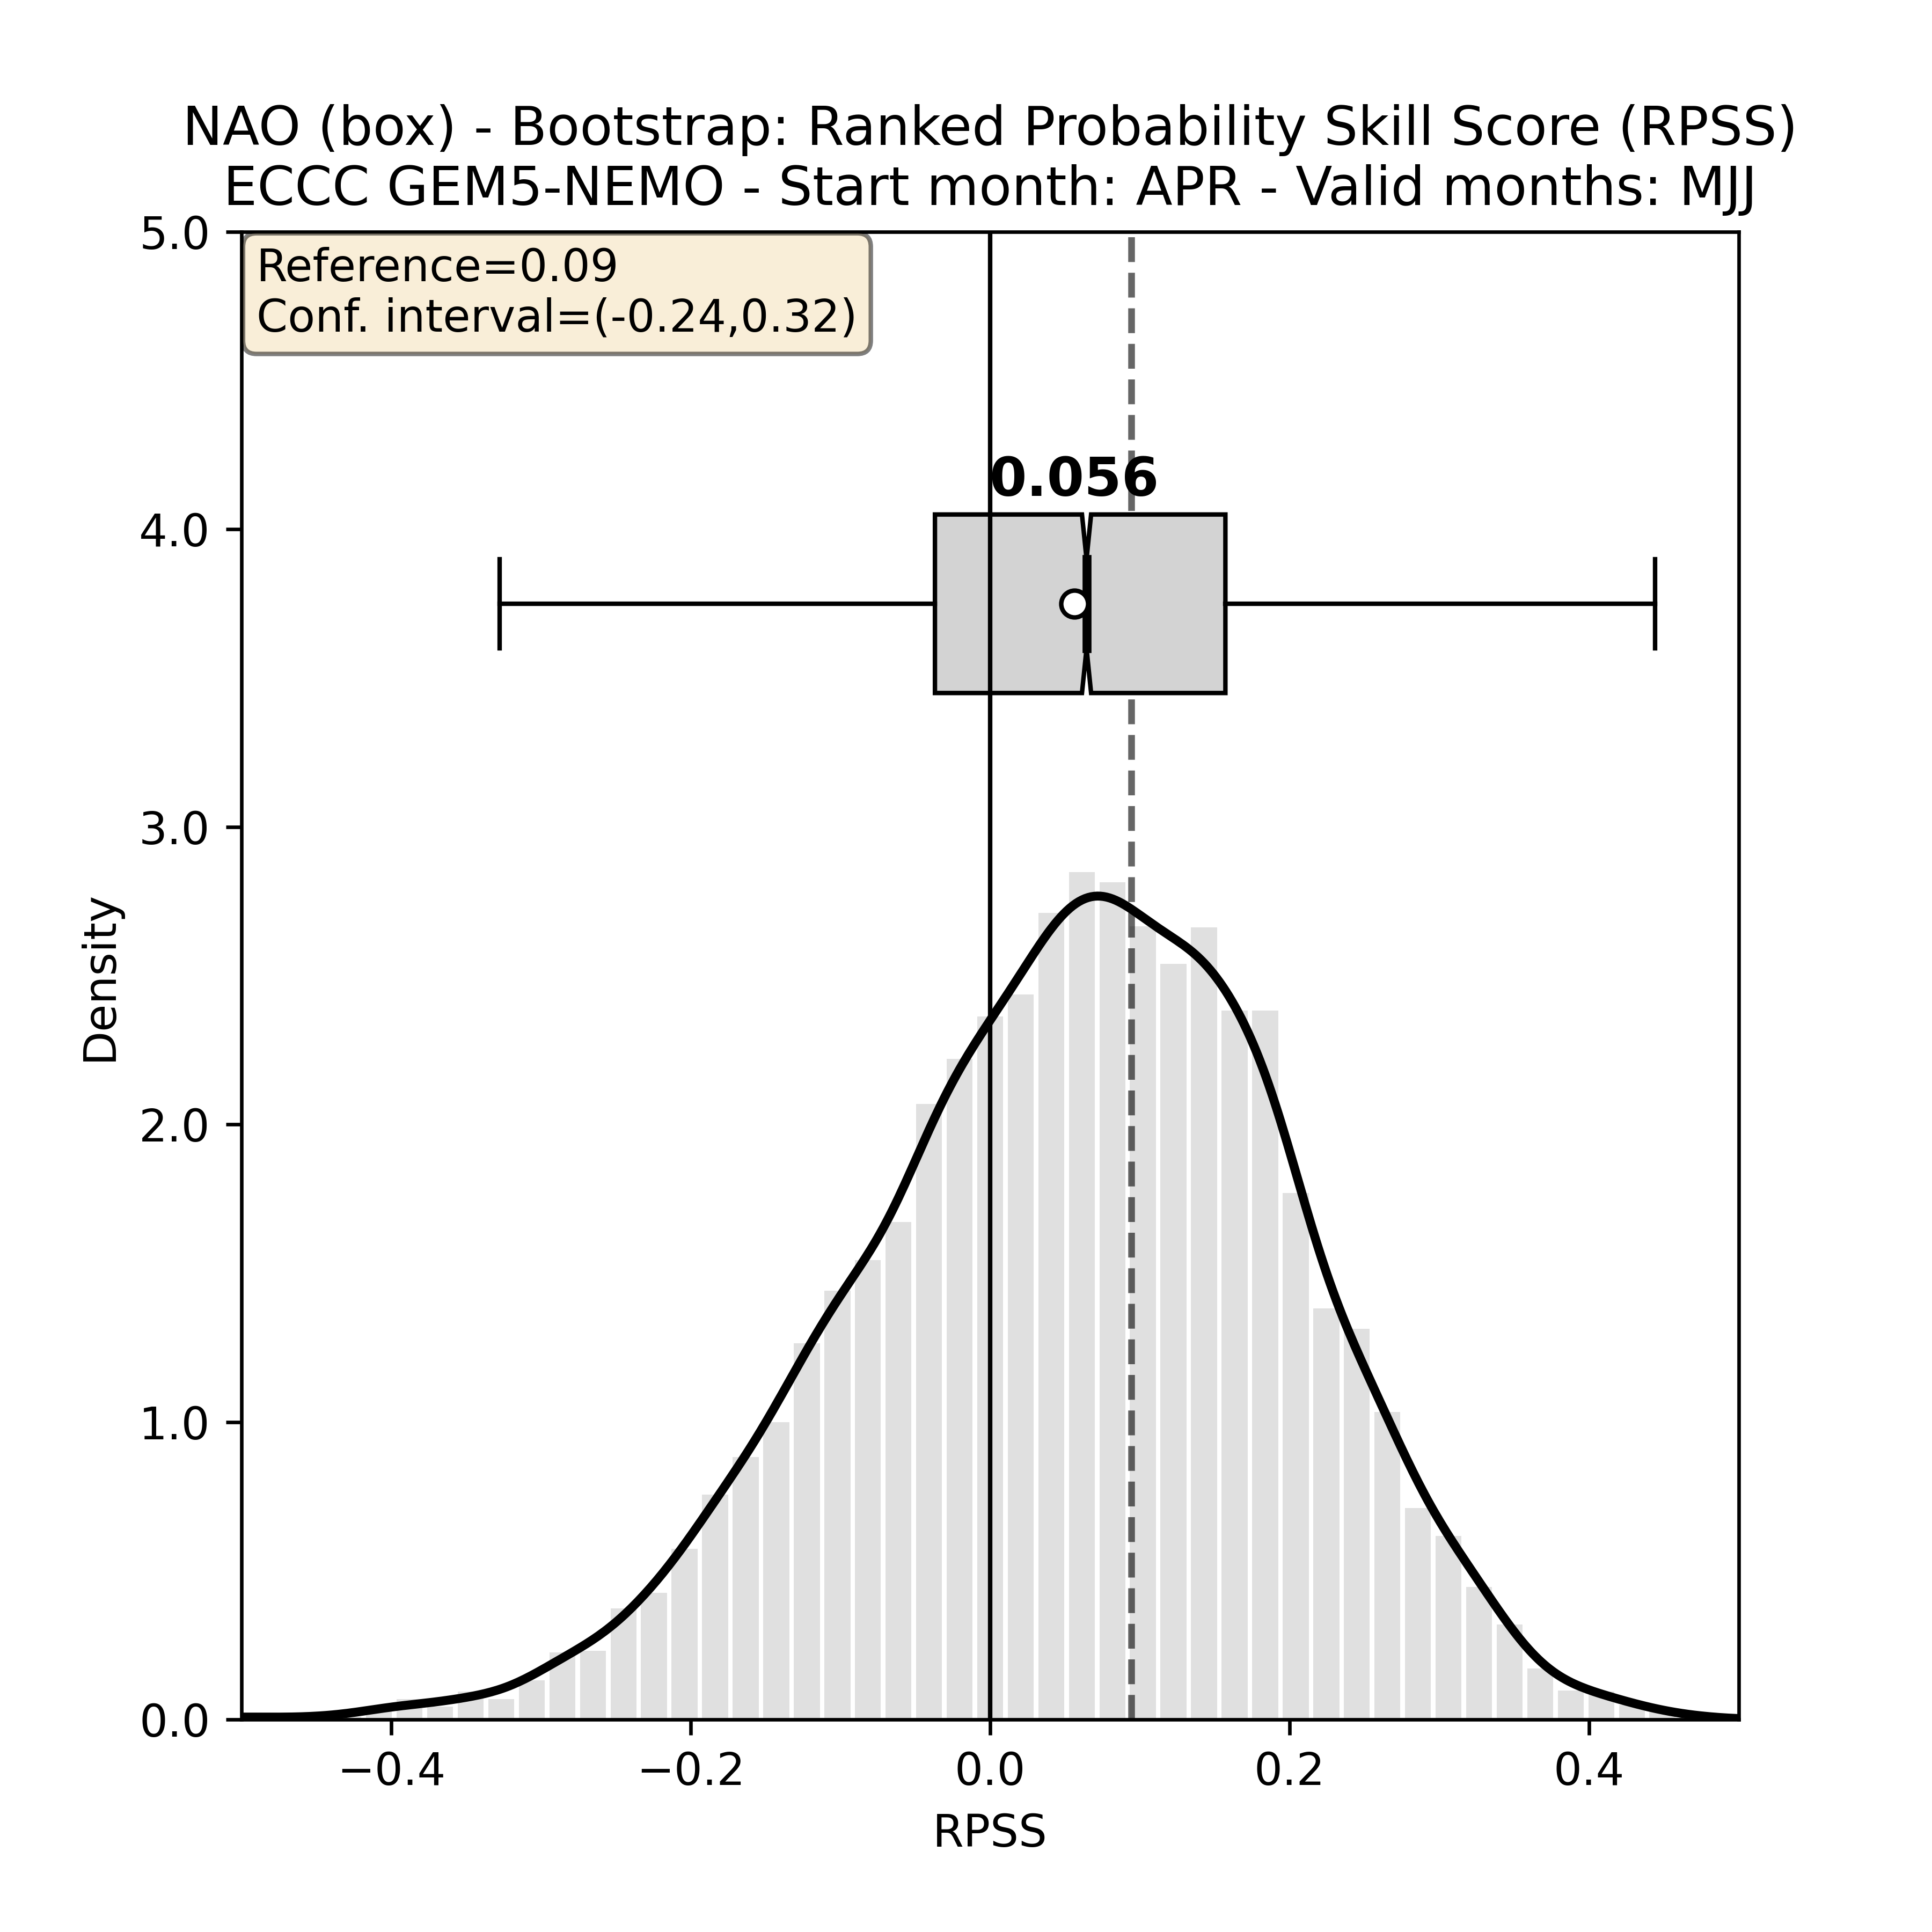 NAO (box) - Bootstrap: Ranked Probability Skill Score (RPSS)
ECCC GEM5-NEMO - Start month: APR - Valid months: MJJ
Reference=0.09
Conf. interval=(-0.24,0.32)
0.056
5.0
4.0
3.0
2.0
1.0
0.0
Density
−0.4
−0.2
0.0
0.2
0.4
RPSS